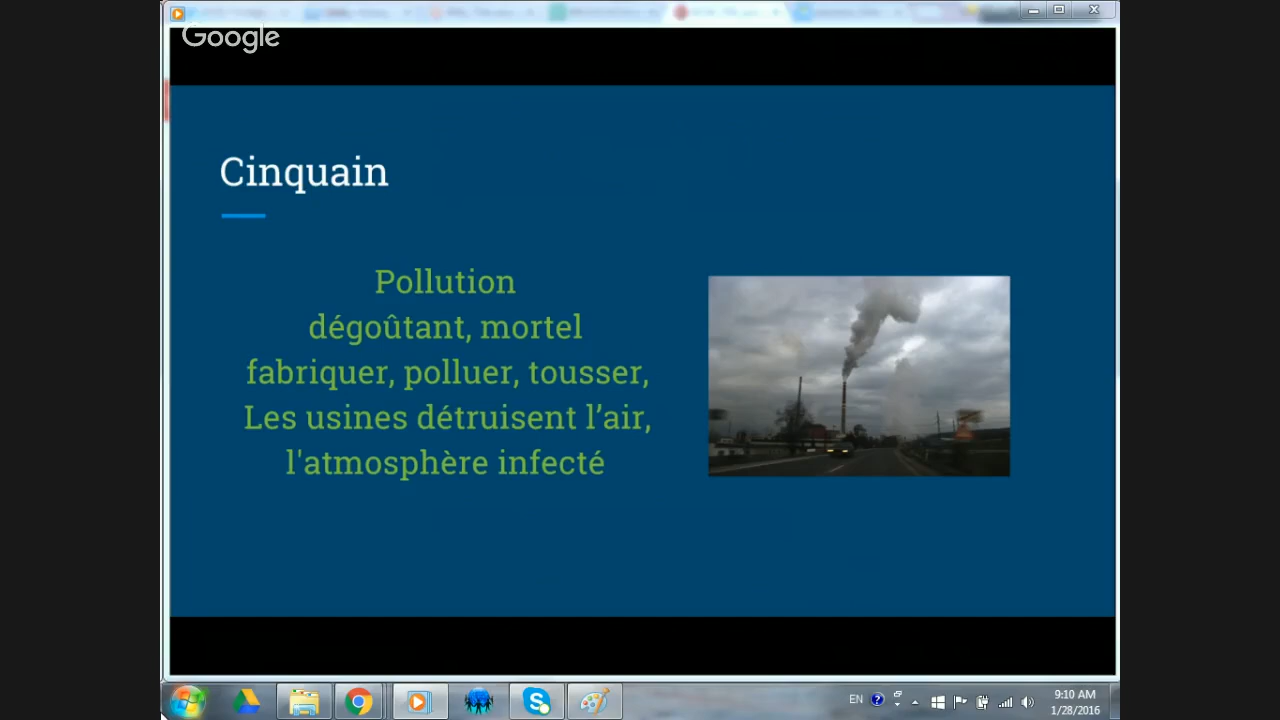 Google
Cinquain
Pollution
dégoûtant, mortel
fabriquer, polluer, tousser,
Les usines détruisent l’air,
l'atmosphère infecté
EN
9:10 AM
1/28/2016